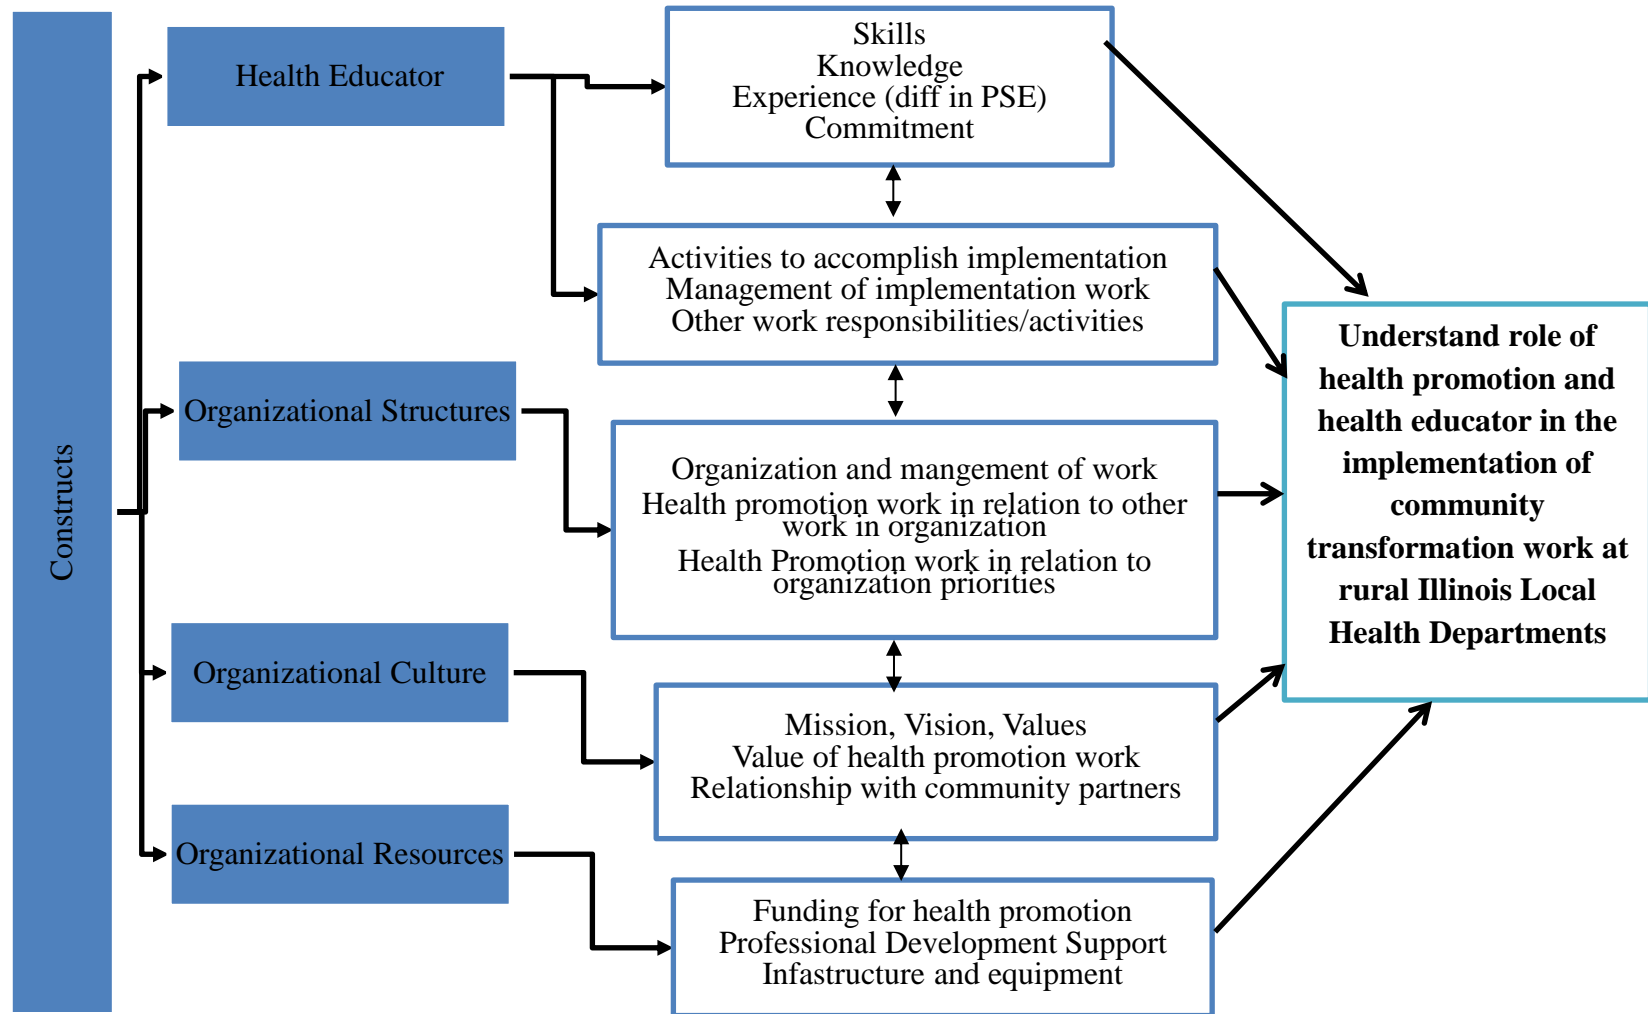 Constructs
Health Educator
Skills
Knowledge
Experience (diff in PSE)
Commitment
Activities to accomplish implementation
Management of implementation work
Other work responsibilities/activities
Organizational Structures
Organization and mangement of work
Health promotion work in relation to other
work in organization
Health Promotion work in relation to
organization priorities
Organizational Culture
Mission, Vision, Values
Value of health promotion work
Relationship with community partners
Organizational Resources
Funding for health promotion
Professional Development Support
Infastructure and equipment
Understand role of
health promotion and
health educator in the
implementation of
community
transformation work at
rural Illinois Local
Health Departments